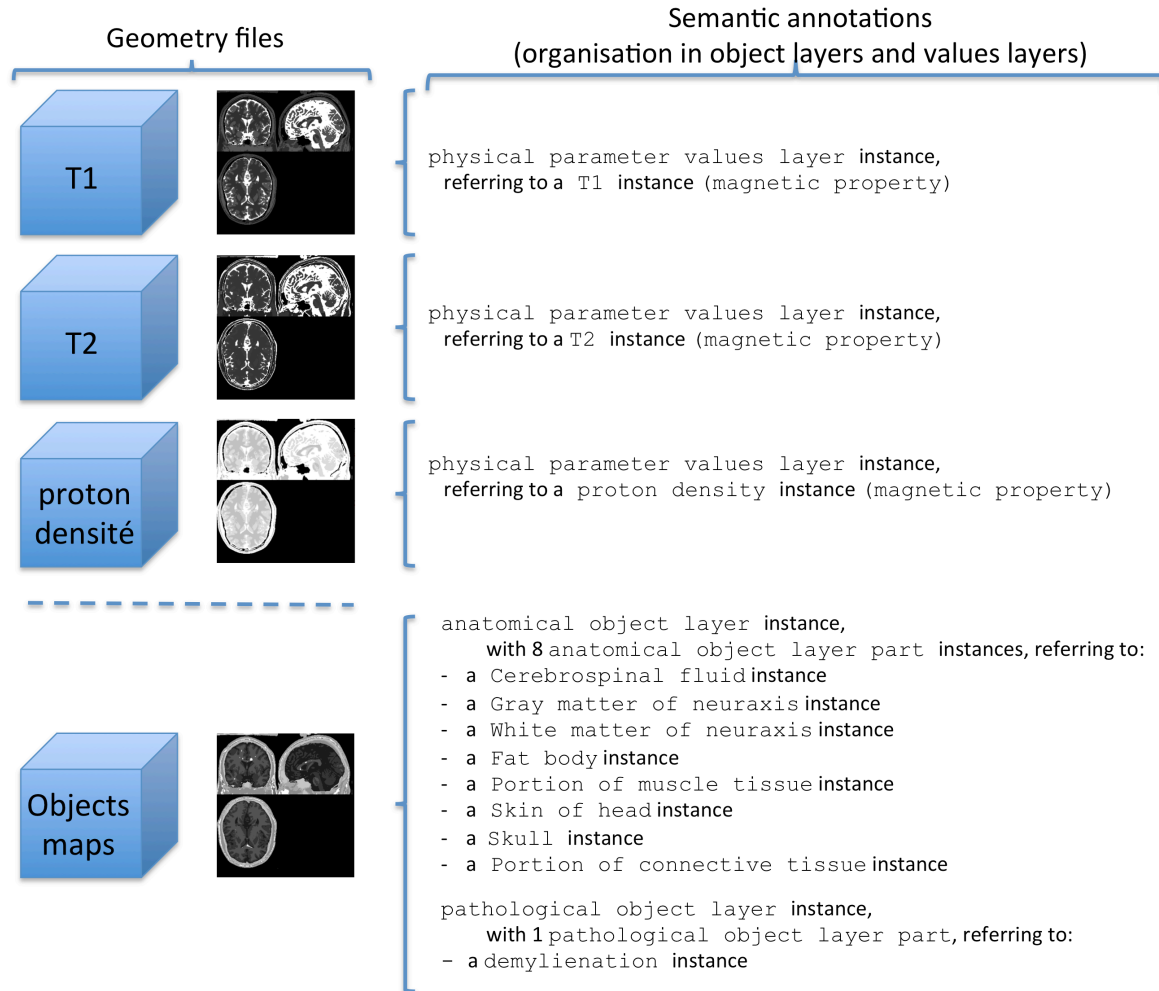 Geometry files
Semantic annotations
(organisation in object layers and values layers)
T1
physical parameter values layer instance,
referring to a T1 instance (magnetic property)
T2
physical parameter values layer instance,
referring to a T2 instance (magnetic property)
proton
densité
physical parameter values layer instance,
referring to a proton density instance (magnetic property)
Objects
maps
anatomical object layer instance,
with 8 anatomical object layer part instances, referring to:
- a Cerebrospinal fluid instance
- a Gray matter of neuraxis instance
- a White matter of neuraxis instance
- a Fat body instance
- a Portion of muscle tissue instance
- a Skin of head instance
- a Skull instance
- a Portion of connective tissue instance
pathological object layer instance,
with 1 pathological object layer part, referring to:
- a demylienation instance